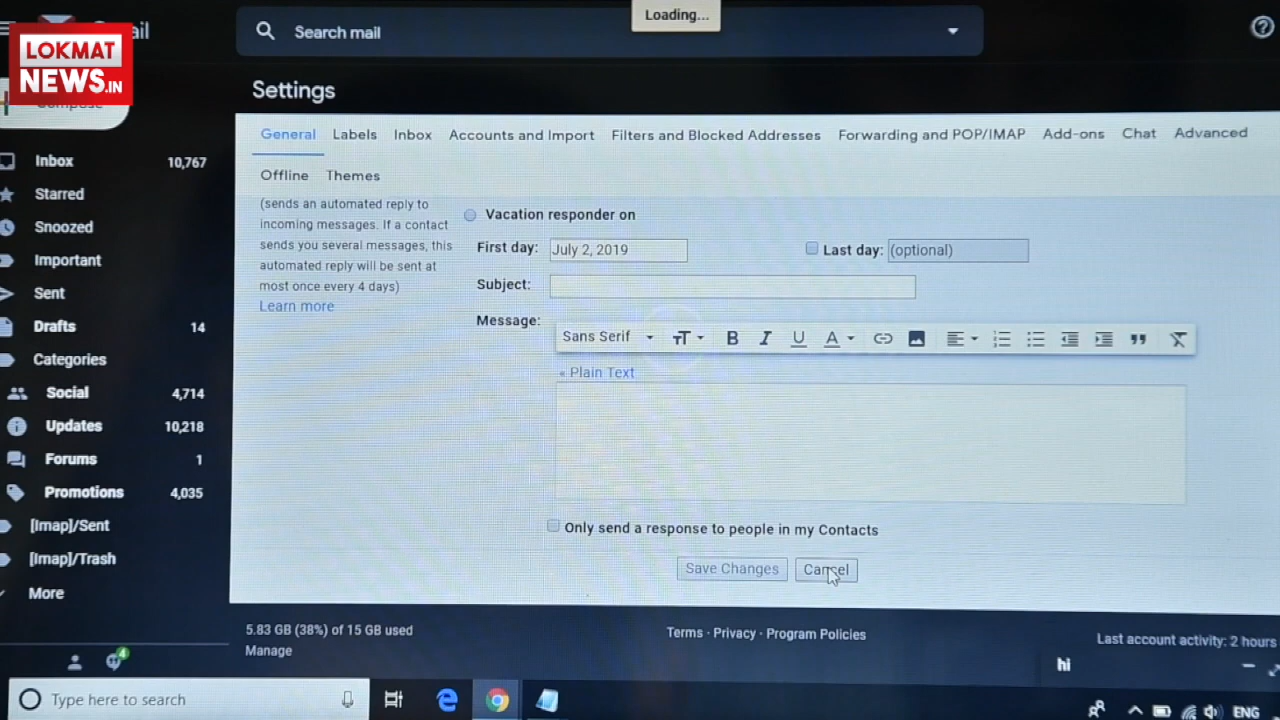 LOKMAT
NEWS.IN
ail
Search mail
Loading...
Compose
Settings
General Labels Inbox Accounts and Import Filters and Blocked Addresses Forwarding and POP/IMAP Add-ons Chat Advanced
Offline Themes
Inbox 10,767
Starred
Snoozed
Important
Sent
Drafts 14
Categories
Social 4,714
Updates 10,218
Forums 1
Promotions 4,035
[Imap]/Sent
[Imap]/Trash
More
(sends an automated reply to
incoming messages. If a contact
sends you several messages, this
automated reply will be sent at
most once every 4 days)
Learn more
Vacation responder on
First day: July 2, 2019 Last day: (optional)
Subject:
Message:
Sans Serif
« Plain Text
Only send a response to people in my Contacts
Save Changes Cancel
5.83 GB (38%) of 15 GB used
Manage
Terms · Privacy · Program Policies
Last account activity: 2 hours
hi
4
Type here to search
ENG